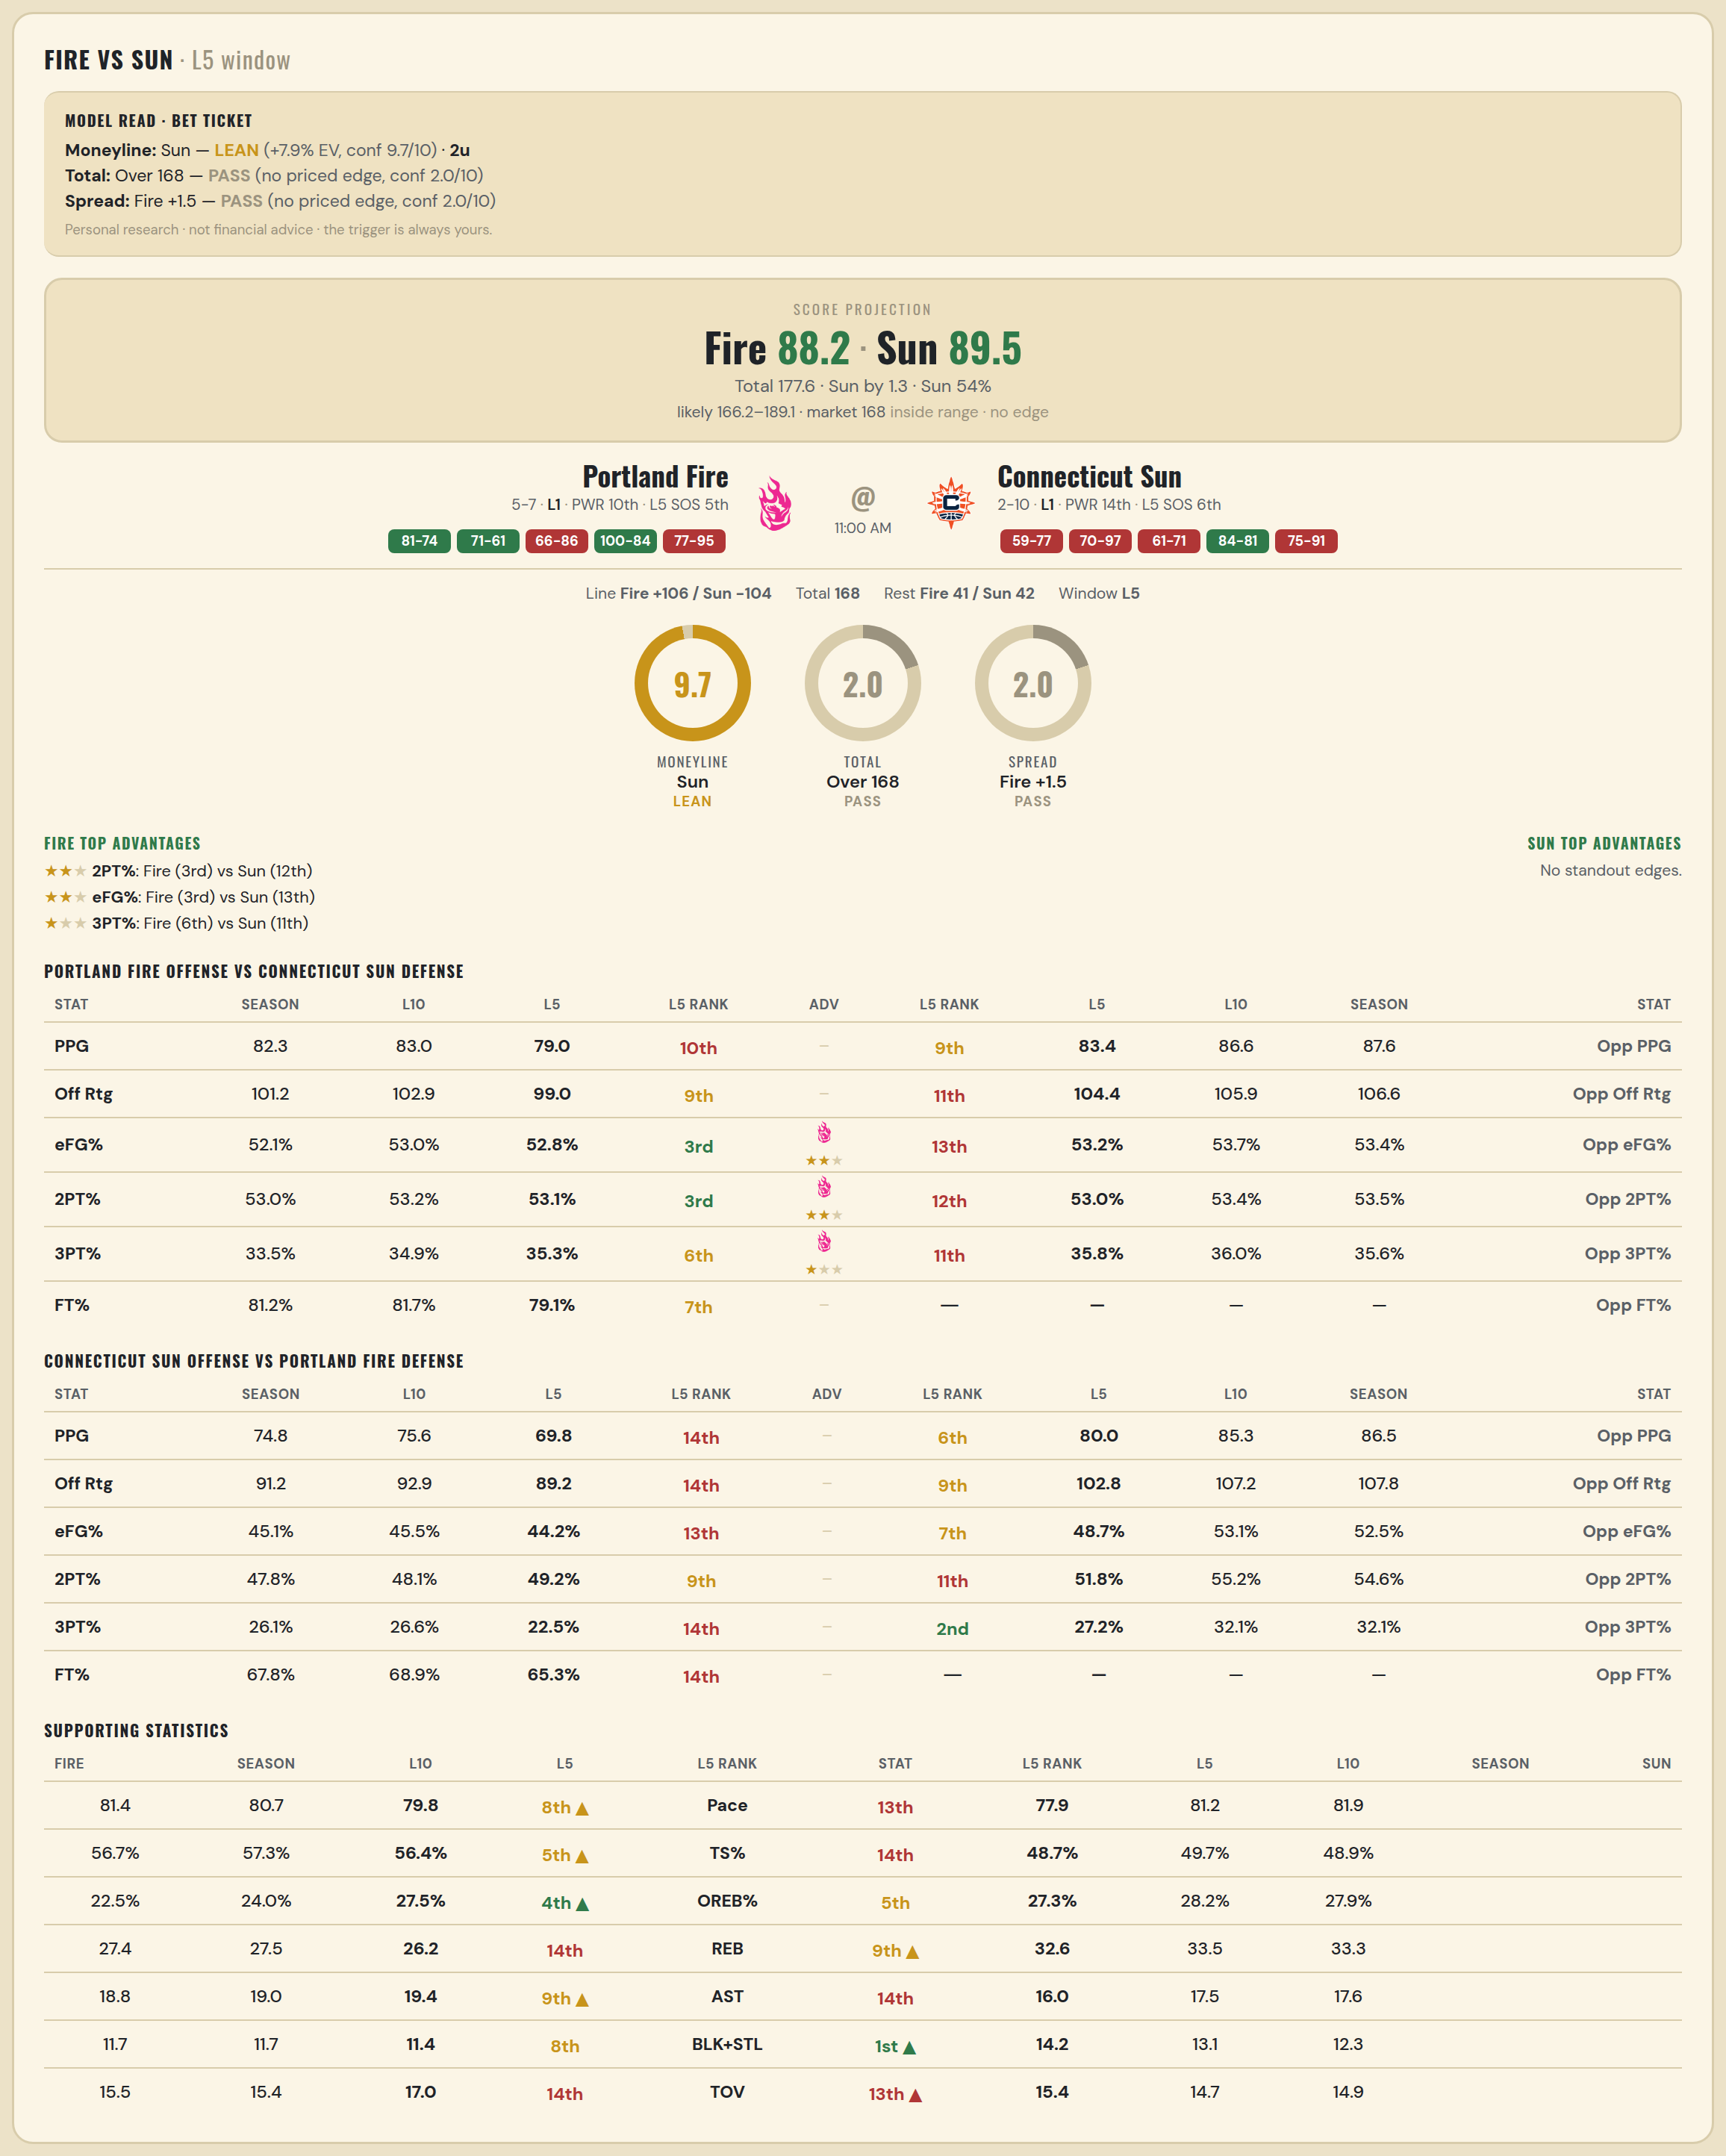 FIRE VS SUN · L5 window
MODEL READ · BET TICKET
Moneyline: Sun — LEAN (+7.9% EV, conf 9.7/10) · 2u
Total: Over 168 — PASS (no priced edge, conf 2.0/10)
Spread: Fire +1.5 — PASS (no priced edge, conf 2.0/10)
Personal research · not financial advice · the trigger is always yours.
SCORE PROJECTION
Fire 88.2 · Sun 89.5
Total 177.6 · Sun by 1.3 · Sun 54%
likely 166.2–189.1 · market 168 inside range · no edge
Portland Fire
5-7 · L1 · PWR 10th · L5 SOS 5th
81-74 71-61 66-86 100-84 77-95
@
11:00 AM
C
Connecticut Sun
2-10 · L1 · PWR 14th · L5 SOS 6th
59-77 70-97 61-71 84-81 75-91
Line Fire +106 / Sun -104 Total 168 Rest Fire 41 / Sun 42 Window L5
9.7 2.0 2.0
MONEYLINE TOTAL SPREAD
Sun Over 168 Fire +1.5
LEAN PASS PASS
FIRE TOP ADVANTAGES
★★★ 2PT%: Fire (3rd) vs Sun (12th)
★★★ eFG%: Fire (3rd) vs Sun (13th)
★★★ 3PT%: Fire (6th) vs Sun (11th)
SUN TOP ADVANTAGES
No standout edges.
PORTLAND FIRE OFFENSE VS CONNECTICUT SUN DEFENSE
STAT SEASON L10 L5 L5 RANK ADV L5 RANK L5 L10 SEASON STAT
PPG 82.3 83.0 79.0 10th – 9th 83.4 86.6 87.6 Opp PPG
Off Rtg 101.2 102.9 99.0 9th – 11th 104.4 105.9 106.6 Opp Off Rtg
eFG% 52.1% 53.0% 52.8% 3rd ★★★ 13th 53.2% 53.7% 53.4% Opp eFG%
2PT% 53.0% 53.2% 53.1% 3rd ★★★ 12th 53.0% 53.4% 53.5% Opp 2PT%
3PT% 33.5% 34.9% 35.3% 6th ★★★ 11th 35.8% 36.0% 35.6% Opp 3PT%
FT% 81.2% 81.7% 79.1% 7th – — — — — Opp FT%
CONNECTICUT SUN OFFENSE VS PORTLAND FIRE DEFENSE
STAT SEASON L10 L5 L5 RANK ADV L5 RANK L5 L10 SEASON STAT
PPG 74.8 75.6 69.8 14th – 6th 80.0 85.3 86.5 Opp PPG
Off Rtg 91.2 92.9 89.2 14th – 9th 102.8 107.2 107.8 Opp Off Rtg
eFG% 45.1% 45.5% 44.2% 13th – 7th 48.7% 53.1% 52.5% Opp eFG%
2PT% 47.8% 48.1% 49.2% 9th – 11th 51.8% 55.2% 54.6% Opp 2PT%
3PT% 26.1% 26.6% 22.5% 14th – 2nd 27.2% 32.1% 32.1% Opp 3PT%
FT% 67.8% 68.9% 65.3% 14th – — — — — Opp FT%
SUPPORTING STATISTICS
FIRE SEASON L10 L5 L5 RANK STAT L5 RANK L5 L10 SEASON SUN
81.4 80.7 79.8 8th ▲ Pace 13th 77.9 81.2 81.9
56.7% 57.3% 56.4% 5th ▲ TS% 14th 48.7% 49.7% 48.9%
22.5% 24.0% 27.5% 4th ▲ OREB% 5th 27.3% 28.2% 27.9%
27.4 27.5 26.2 14th REB 9th ▲ 32.6 33.5 33.3
18.8 19.0 19.4 9th ▲ AST 14th 16.0 17.5 17.6
11.7 11.7 11.4 8th BLK+STL 1st ▲ 14.2 13.1 12.3
15.5 15.4 17.0 14th TOV 13th ▲ 15.4 14.7 14.9